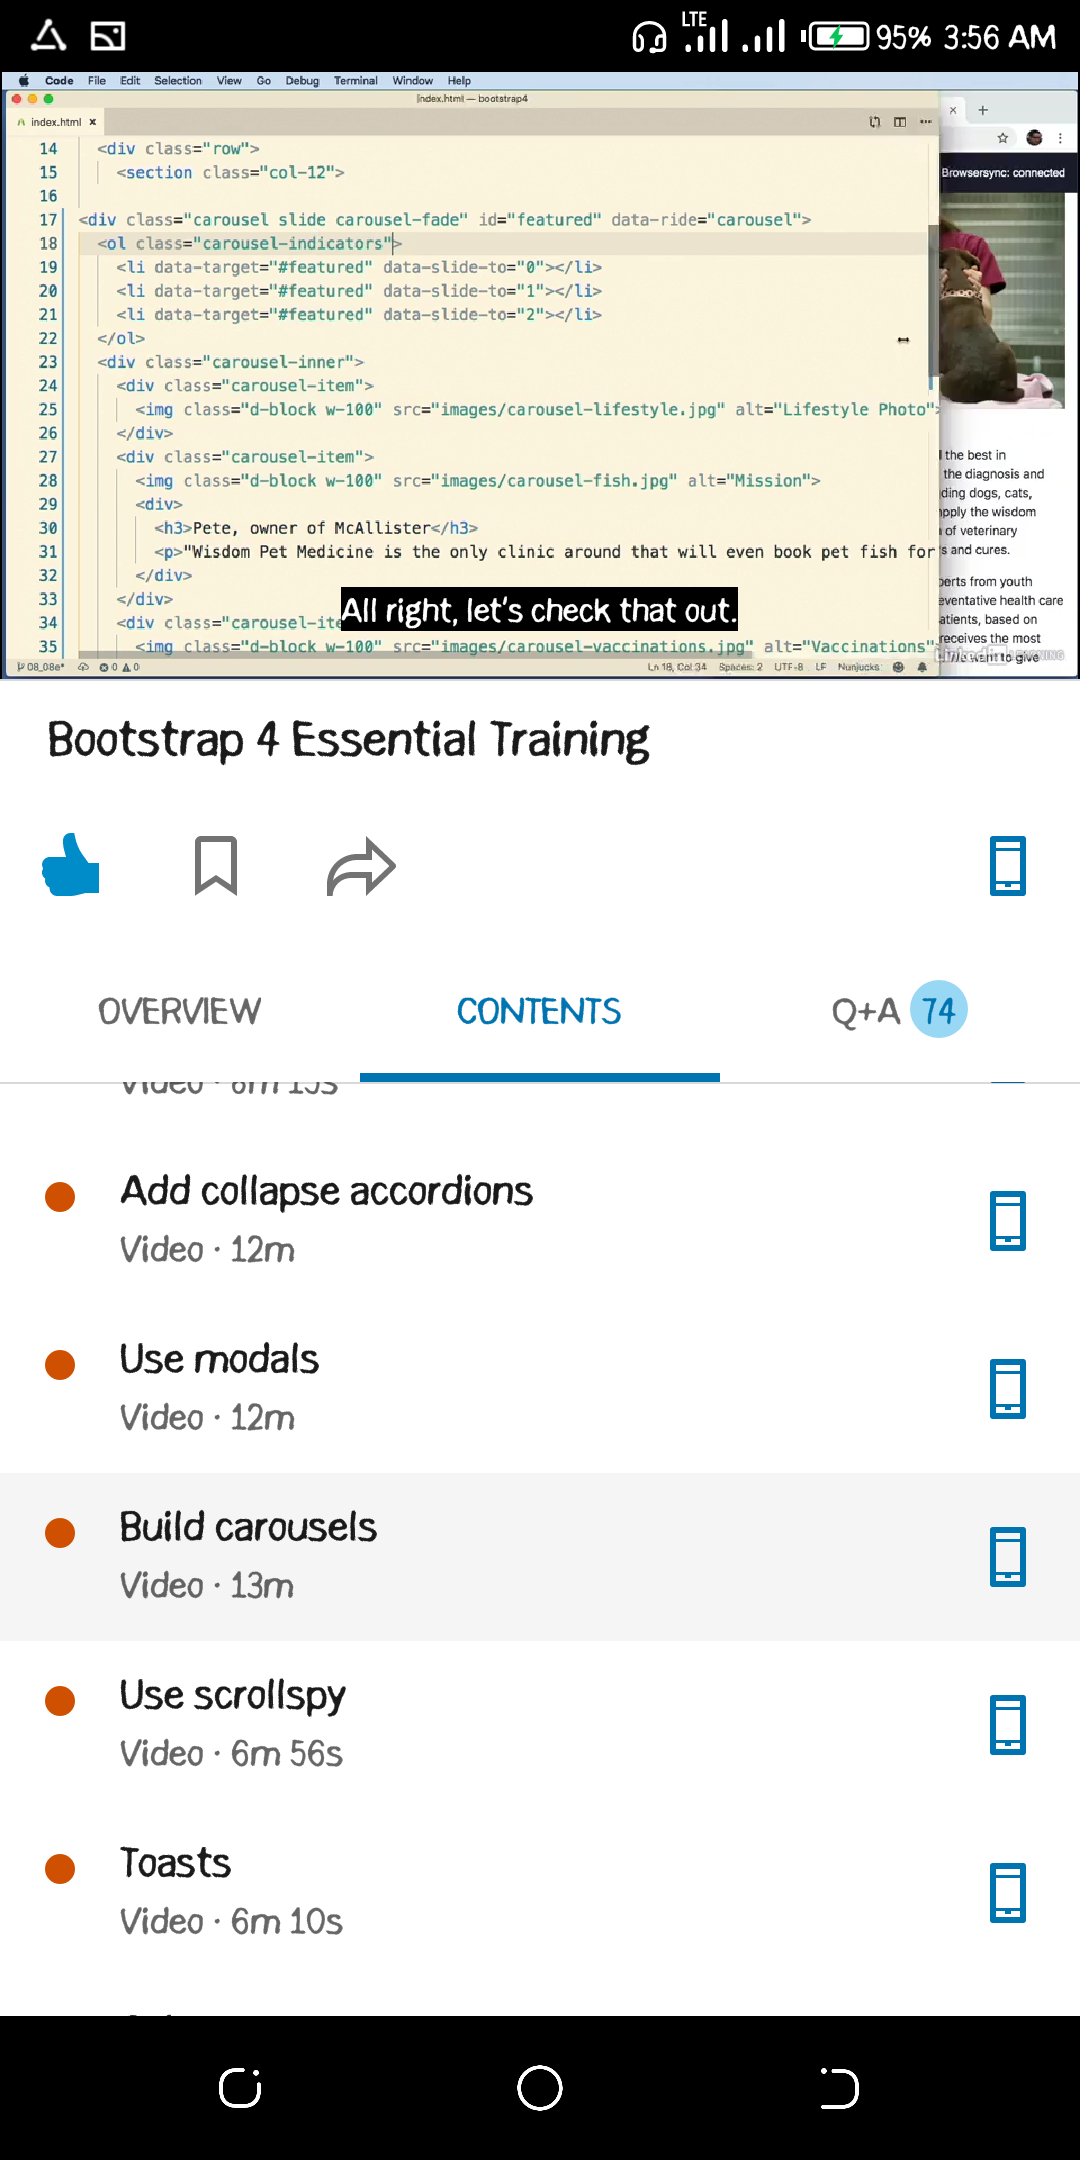 LTE
95% 3:56 AM
Code File Edit Selection View Go Debug Terminal Window Help
index.html — bootstrap4
index.html ×
14 <div class="row">
15 <section class="col-12">
16
17 <div class="carousel slide carousel-fade" id="featured" data-ride="carousel">
18 <ol class="carousel-indicators">
19 <li data-target="#featured" data-slide-to="0"></li>
20 <li data-target="#featured" data-slide-to="1"></li>
21 <li data-target="#featured" data-slide-to="2"></li>
22 </ol>
23 <div class="carousel-inner">
24 <div class="carousel-item">
25 <img class="d-block w-100" src="images/carousel-lifestyle.jpg" alt="Lifestyle Photo">
26 </div>
27 <div class="carousel-item">
28 <img class="d-block w-100" src="images/carousel-fish.jpg" alt="Mission">
29 <div>
30 <h3>Pete, owner of McAllister</h3>
31 <p>"Wisdom Pet Medicine is the only clinic around that will even book pet fish for
32 </div>
33 </div>
34 <div class="carousel-ite
35 <img class="d-block w-100" src="images/carousel-vaccinations.jpg" alt="Vaccinations"
08_08e* 0 0 Ln 18, Col 34 Spaces: 2 UTF-8 LF Nunjucks
Browsersync: connected
the best in
the diagnosis and
ding dogs, cats,
pply the wisdom
of veterinary
s and cures.
perts from youth
eventative health care
atients, based on
receives the most
We want to give
LinkedIn LEARNING
All right, let's check that out.
Bootstrap 4 Essential Training
OVERVIEW CONTENTS Q+A 74
Video · 6m 15s
Add collapse accordions
Video · 12m
Use modals
Video · 12m
Build carousels
Video · 13m
Use scrollspy
Video · 6m 56s
Toasts
Video · 6m 10s